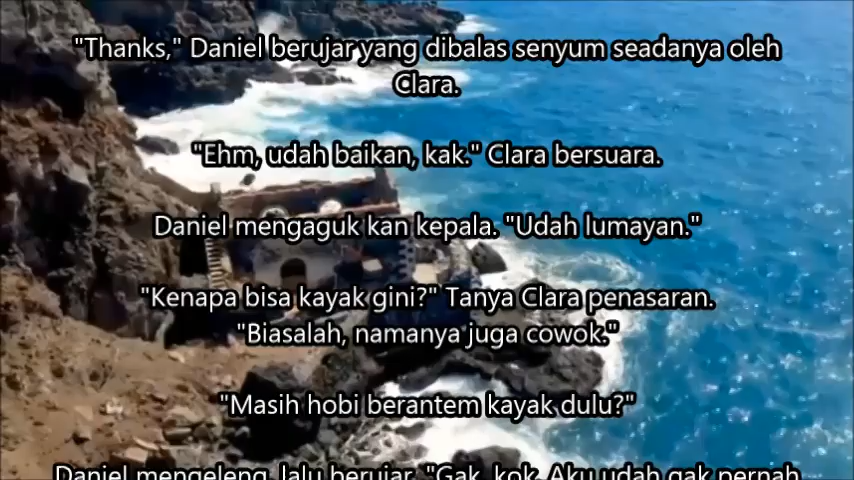 "Thanks," Daniel berujar yang dibalas senyum seadanya oleh
Clara.
"Ehm, udah baikan, kak." Clara bersuara.
Daniel mengaguk kan kepala. "Udah lumayan."
"Kenapa bisa kayak gini?" Tanya Clara penasaran.
"Biasalah, namanya juga cowok."
"Masih hobi berantem kayak dulu?"
Daniel mengeleng, lalu berujar. "Gak, kok. Aku udah gak pernah